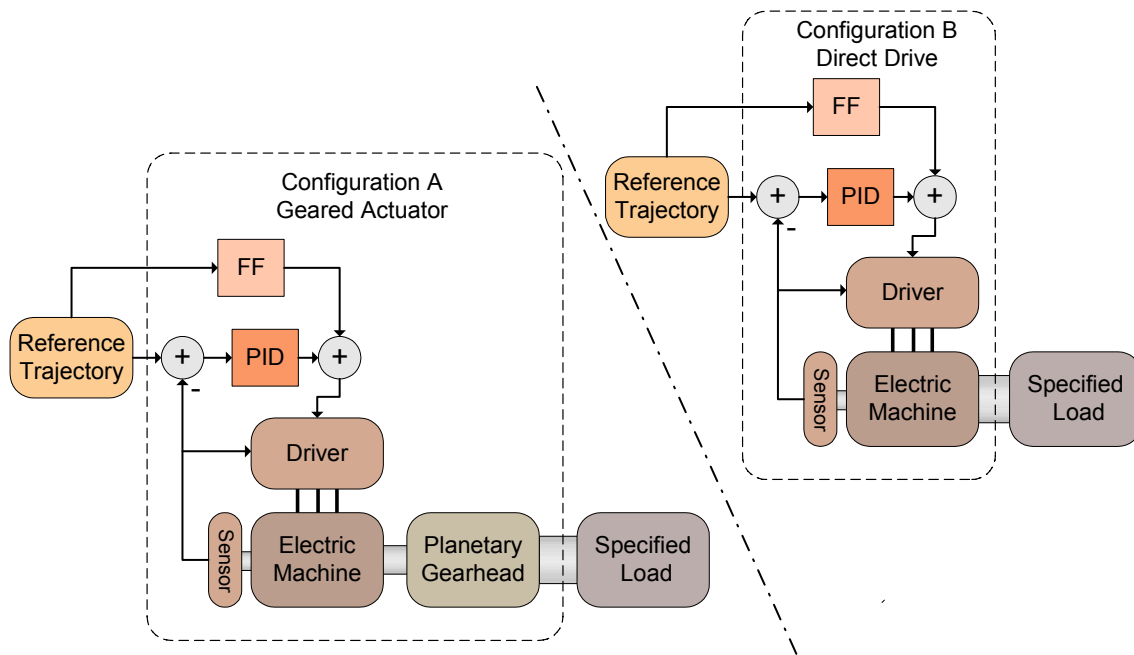 Configuration A
Geared Actuator
FF
Reference
Trajectory
+
PID
+
-
Driver
Sensor
Electric
Machine
Planetary
Gearhead
Specified
Load
Configuration B
Direct Drive
FF
Reference
Trajectory
+
PID
+
-
Driver
Sensor
Electric
Machine
Specified
Load